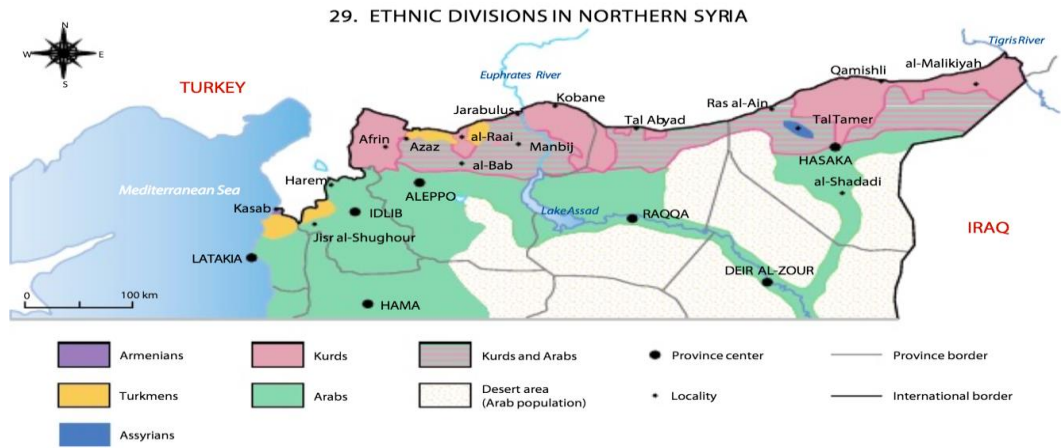 29. ETHNIC DIVISIONS IN NORTHERN SYRIA
N
W E
S
TURKEY
Tigris River
Euphrates River
Qamishli
al-Malikiyah
Jarabulus
Kobane
Ras al-Ain
Tal Abyad
Tal Tamer
Afrin
Azaz
al-Raai
Manbij
al-Bab
HASAKA
Harem
ALEPPO
al-Shadadi
Mediterranean Sea
Kasab
IDLIB
Lake Assad
RAQQA
Jisr al-Shughour
IRAQ
LATAKIA
DEIR AL-ZOUR
0 100 km
HAMA
Armenians
Kurds
Kurds and Arabs
Province center
Province border
Turkmens
Arabs
Desert area
(Arab population)
Locality
International border
Assyrians